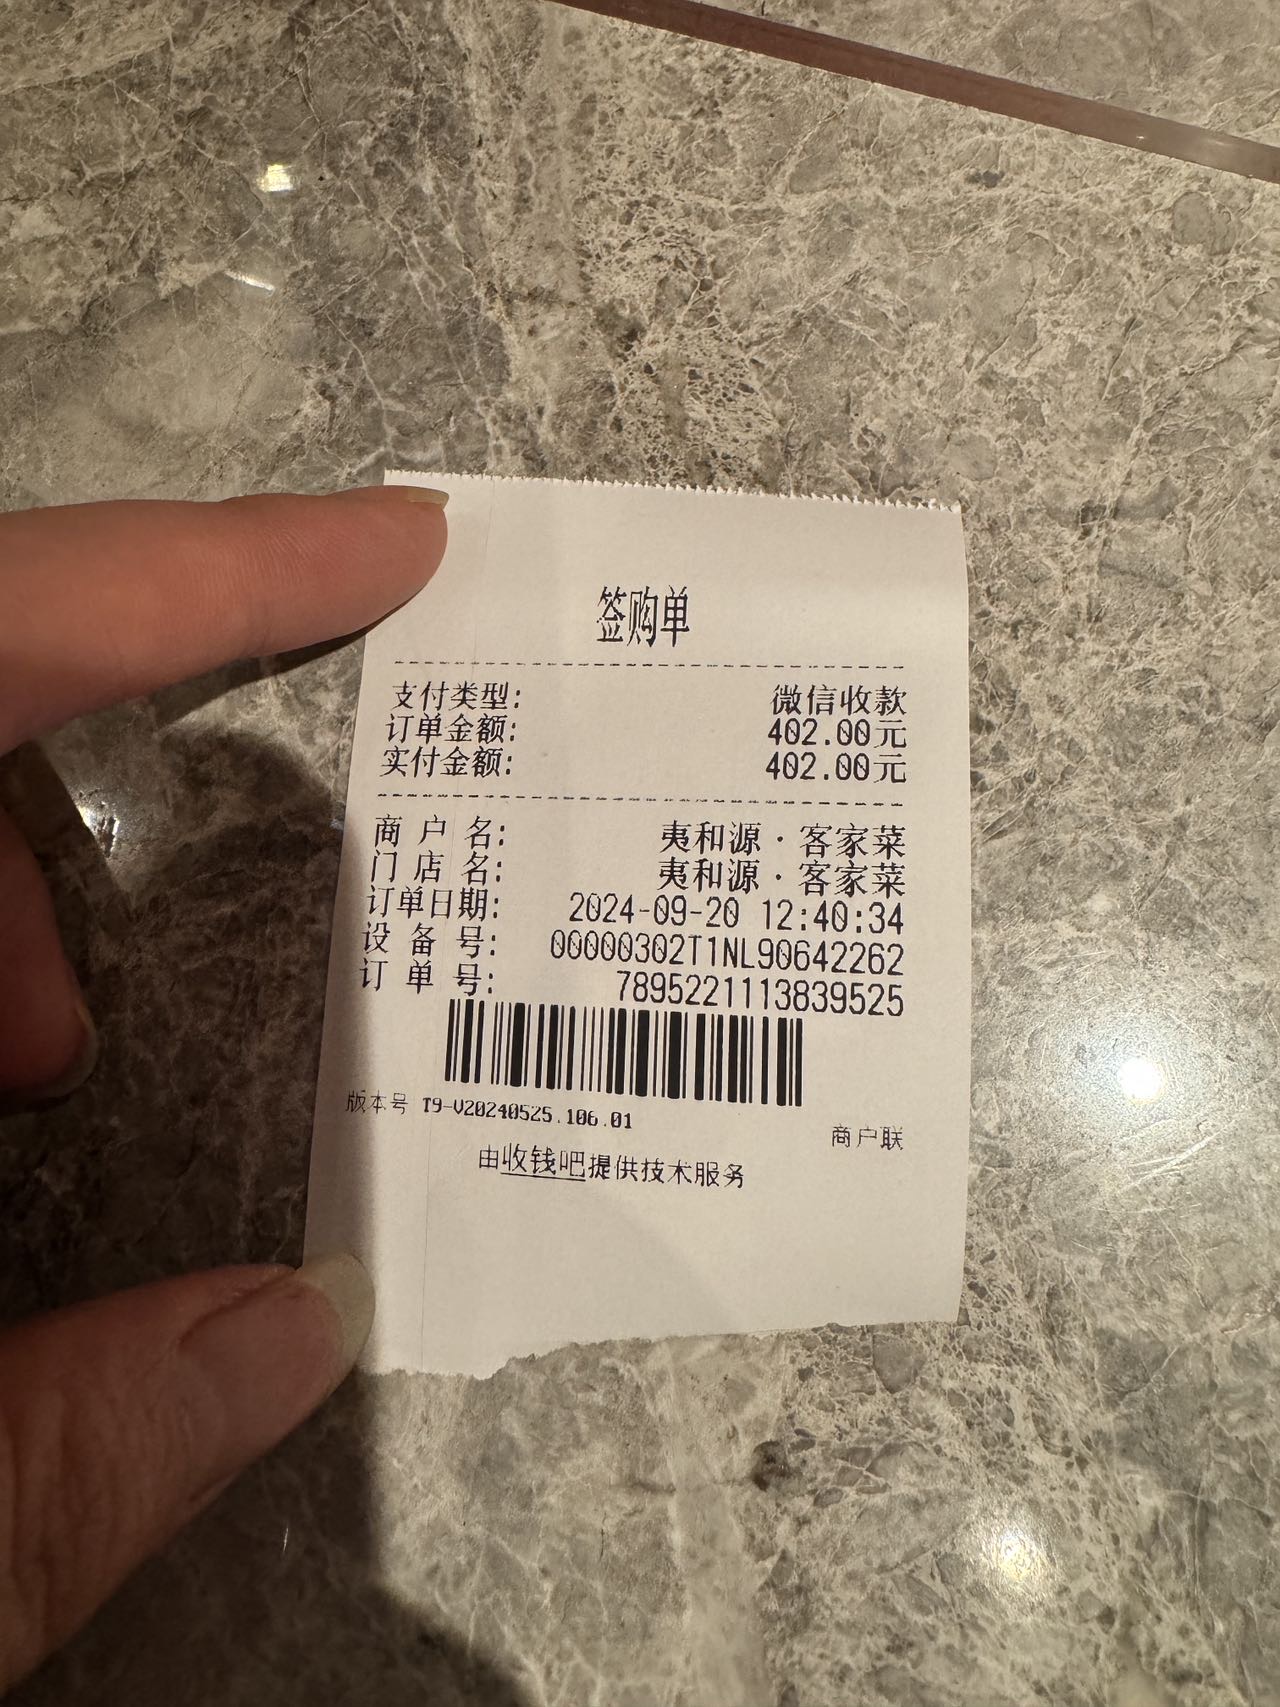 签购单
支付类型: 微信收款
订单金额: 402.00元
实付金额: 402.00元
商户名: 夷和源·客家菜
门店名: 夷和源·客家菜
订单日期: 2024-09-20 12:40:34
设备号: 00000302T1NL90642262
订单号: 7895221113839525
版本号 T9-V20240525.106.01
商户联
由收钱吧提供技术服务